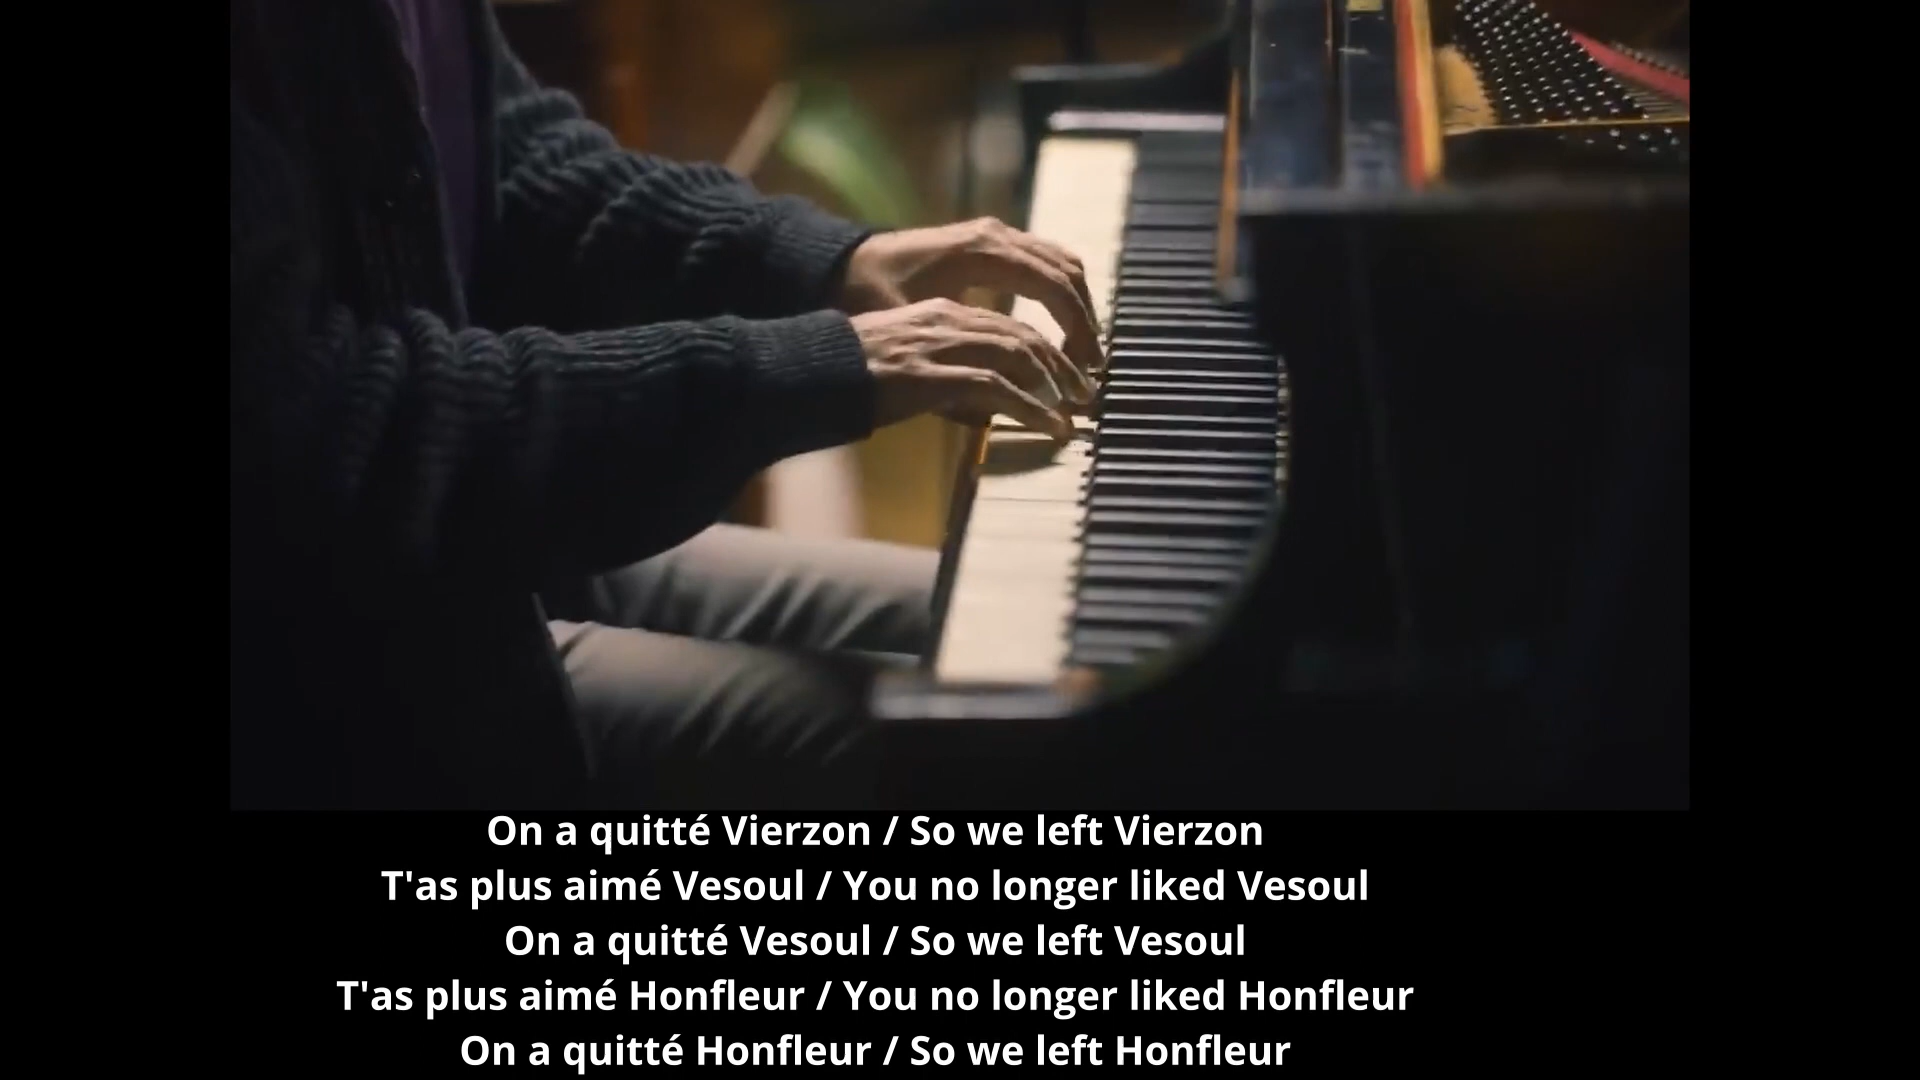 On a quitté Vierzon / So we left Vierzon
T'as plus aimé Vesoul / You no longer liked Vesoul
On a quitté Vesoul / So we left Vesoul
T'as plus aimé Honfleur / You no longer liked Honfleur
On a quitté Honfleur / So we left Honfleur